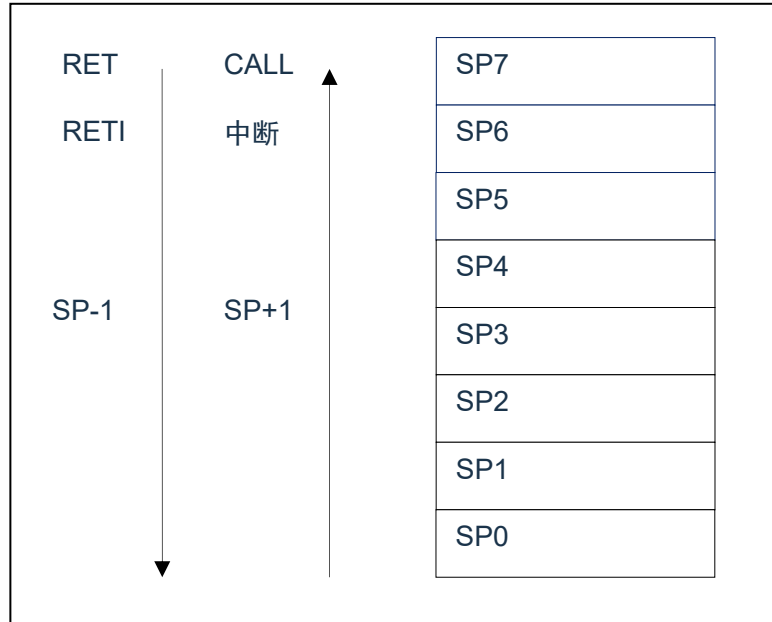 RET CALL SP7
RETI 中断 SP6
SP5
SP4
SP-1 SP+1
SP3
SP2
SP1
SP0